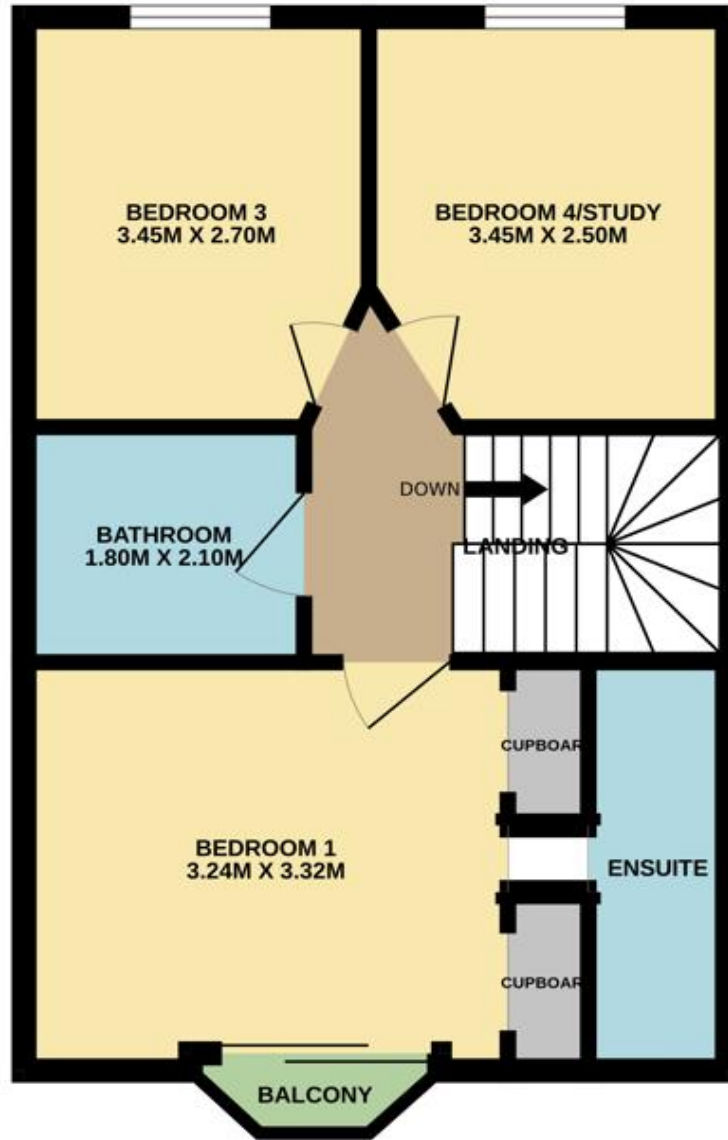 BEDROOM 3
3.45M X 2.70M
BEDROOM 4/STUDY
3.45M X 2.50M
DOWN
LANDING
BATHROOM
1.80M X 2.10M
CUPBOAR
BEDROOM 1
3.24M X 3.32M
ENSUITE
CUPBOAR
BALCONY